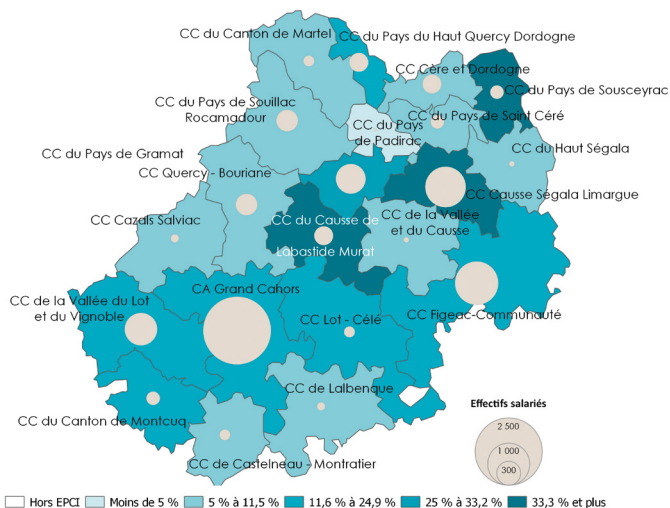 CC du Canton de Martel
CC du Pays du Haut Quercy Dordogne
CC Cère et Dordogne
CC du Pays de Sousceyrac
CC du Pays de Souillac
Rocamadour
CC du Pays
de Padirac
CC du Pays de Saint Céré
CC du Haut Ségala
CC du Pays de Gramat
CC Quercy - Bouriane
CC Causse Ségala Limargue
CC Cazals Salviac
CC du Causse de
Labastide Murat
CC de la Vallée
et du Causse
CC de la Vallée du Lot
et du Vignoble
CA Grand Cahors
CC Lot - Célé
CC Figeac-Communauté
CC du Canton de Montcuq
CC de Lalbenque
CC de Castelneau - Montratier
Effectifs salariés
2 500
1 000
300
Hors EPCI
Moins de 5 %
5 % à 11,5 %
11,6 % à 24,9 %
25 % à 33,2 %
33,3 % et plus